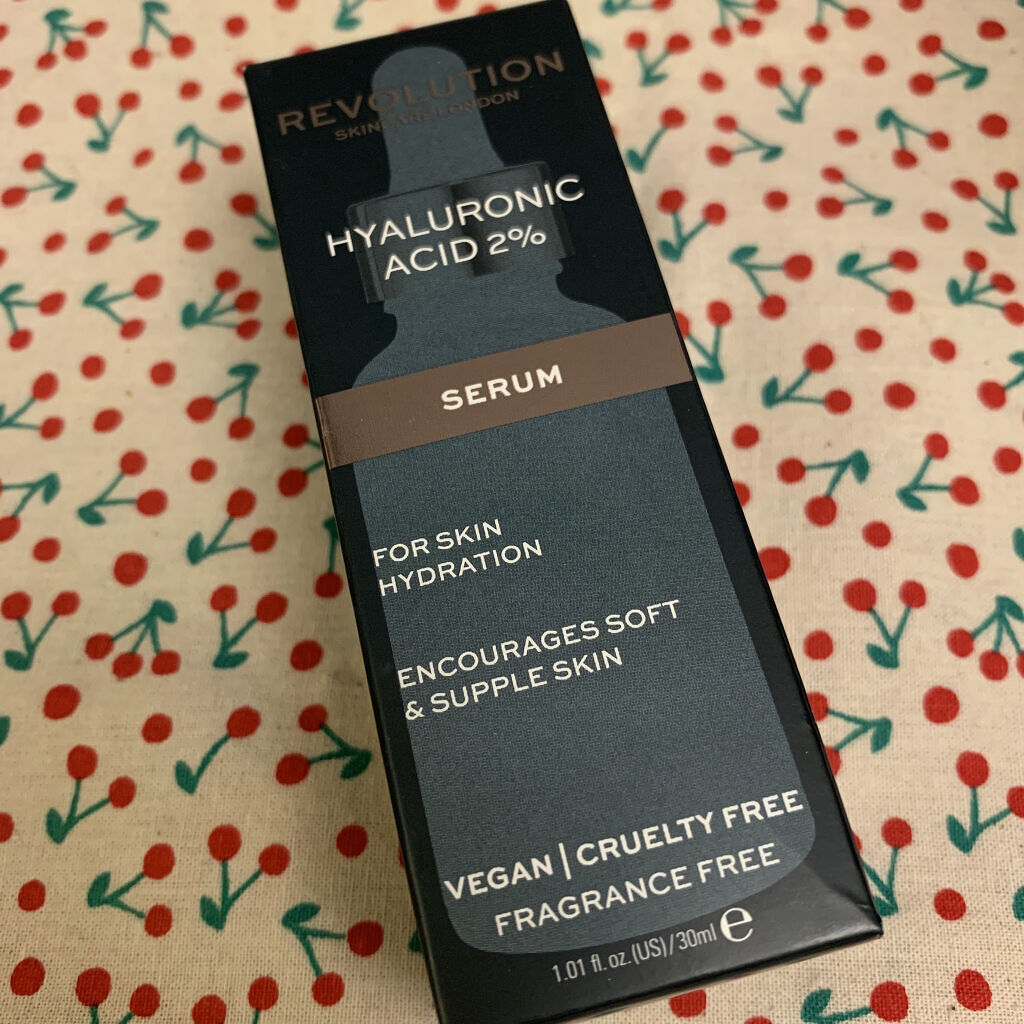 REVOLUTION
SKINCARE LONDON
HYALURONIC
ACID 2%
SERUM
FOR SKIN
HYDRATION
ENCOURAGES SOFT
& SUPPLE SKIN
VEGAN | CRUELTY FREE
FRAGRANCE FREE
1.01 fl. oz.(US)/30ml ℮